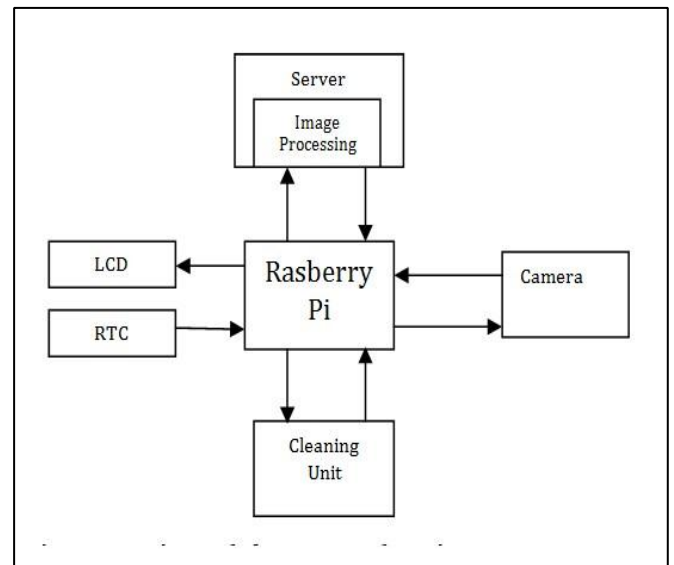 Server
Image
Processing
LCD
Rasberry
Pi
Camera
RTC
Cleaning
Unit